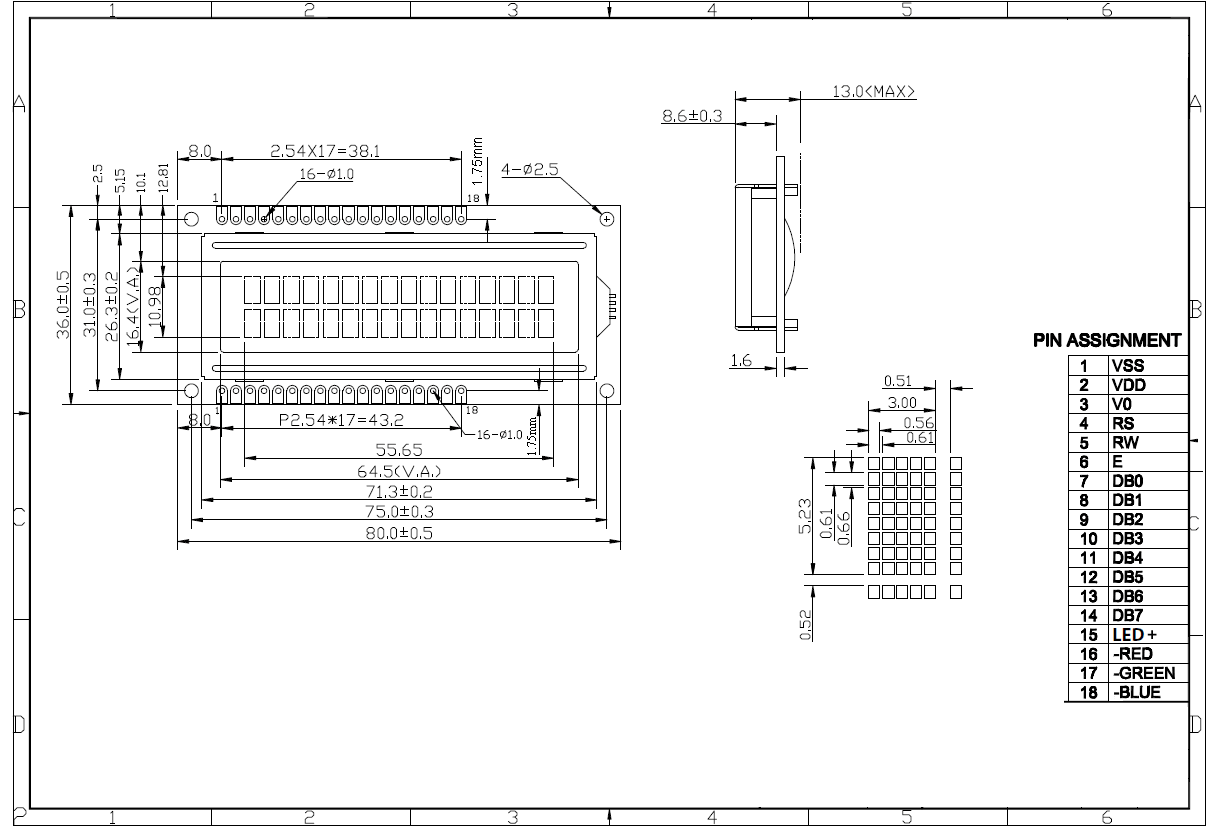 1 2 3 4 5 6
A A
B B
C C
D D
8.0
2.54X17=38.1
16-Ø1.0
1.75mm
4-Ø2.5
2.5
5.15
10.1
12.81
1
18
36.0±0.5
31.0±0.3
26.3±0.2
16.4(V.A.)
10.98
1
18
8.0
P2.54*17=43.2
16-Ø1.0
1.75mm
55.65
64.5(V.A.)
71.3±0.2
75.0±0.3
80.0±0.5
13.0<MAX>
8.6±0.3
1.6
0.51
3.00
0.56
0.61
5.23
0.61
0.66
0.52
PIN ASSIGNMENT
1 VSS
2 VDD
3 V0
4 RS
5 RW
6 E
7 DB0
8 DB1
9 DB2
10 DB3
11 DB4
12 DB5
13 DB6
14 DB7
15 LED +
16 -RED
17 -GREEN
18 -BLUE
1 2 3 4 5 6